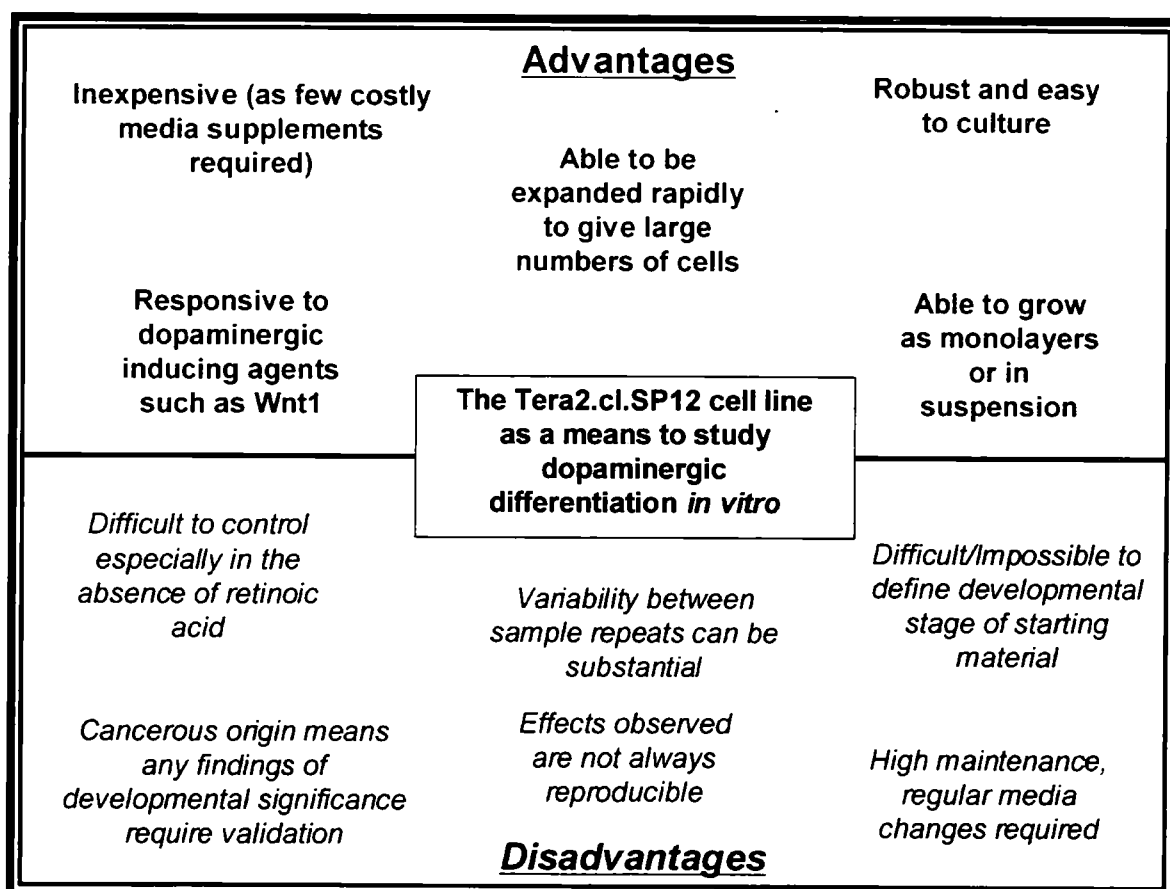 Advantages
Inexpensive (as few costly
media supplements
required)
Able to be
expanded rapidly
to give large
numbers of cells
Robust and easy
to culture
Responsive to
dopaminergic
inducing agents
such as Wnt1
Able to grow
as monolayers
or in
suspension
The Tera2.cl.SP12 cell line
as a means to study
dopaminergic
differentiation in vitro
Difficult to control
especially in the
absence of retinoic
acid
Variability between
sample repeats can be
substantial
Difficult/Impossible to
define developmental
stage of starting
material
Cancerous origin means
any findings of
developmental significance
require validation
Effects observed
are not always
reproducible
High maintenance,
regular media
changes required
Disadvantages